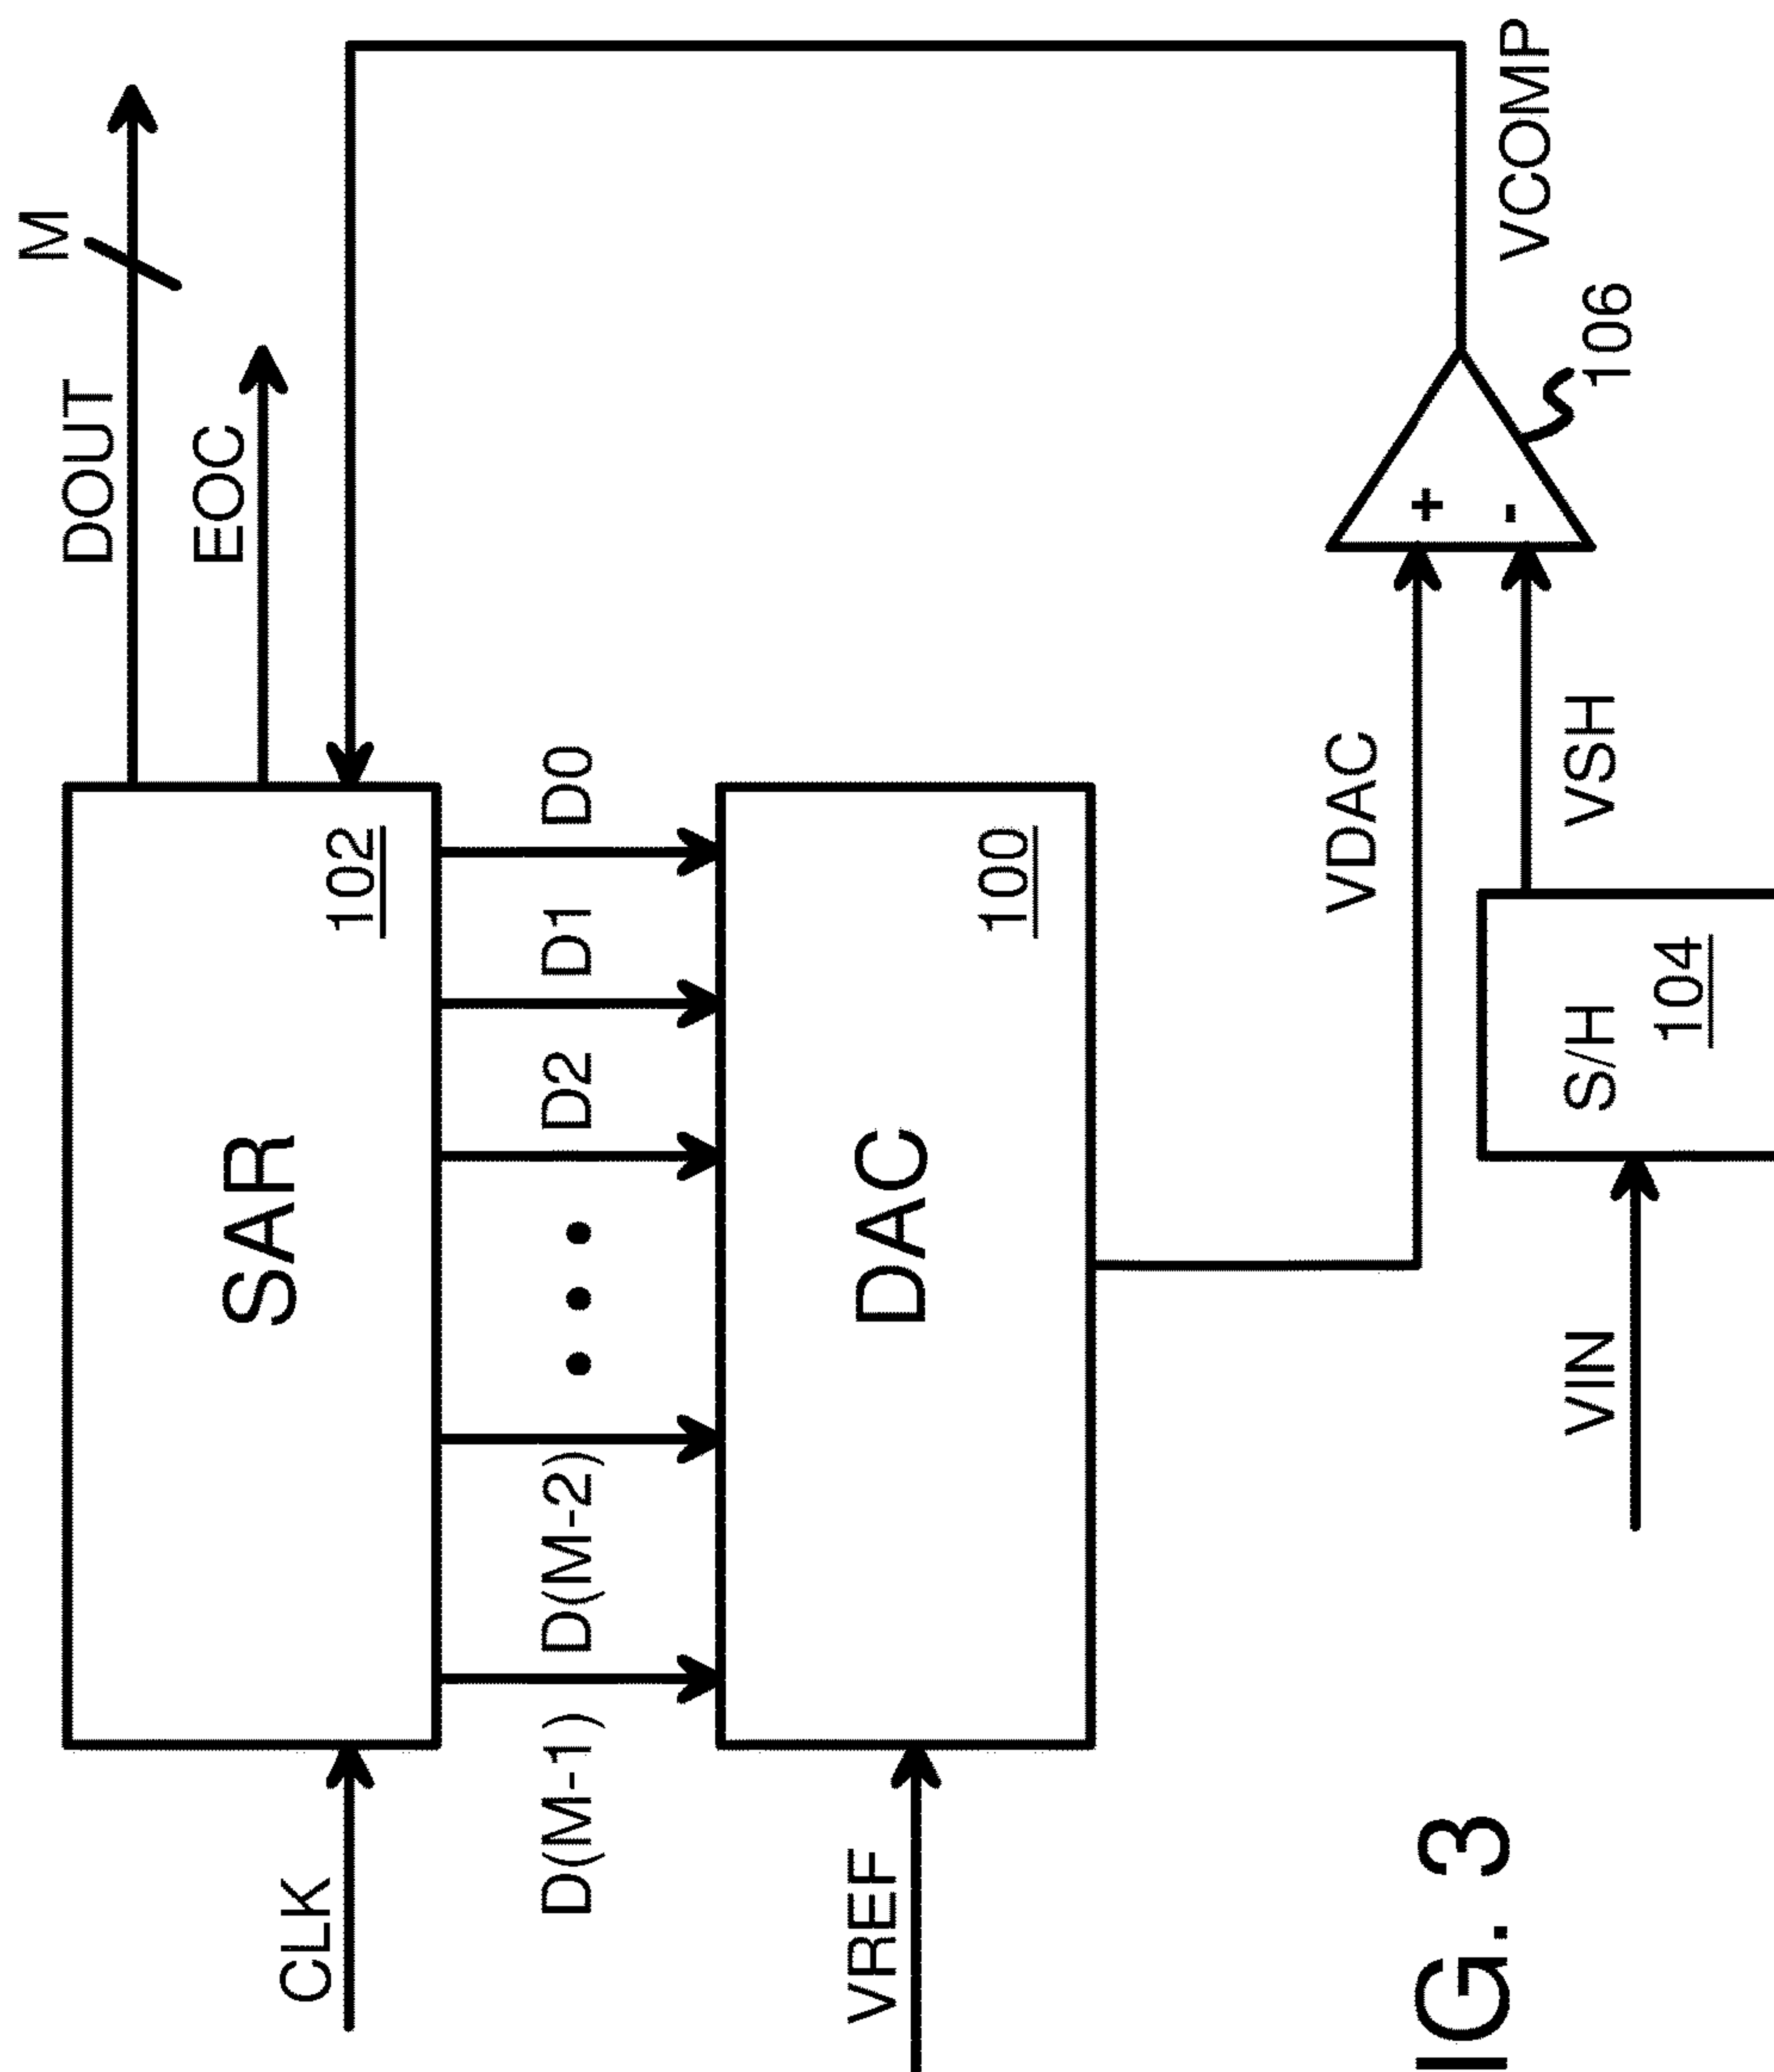 M
DOUT
EOC
CLK
SAR
102
D(M-1)
D(M-2)
D2
D1
D0
VREF
DAC
100
VDAC
+
-
VCOMP
106
VIN
S/H
104
VSH
IG. 3